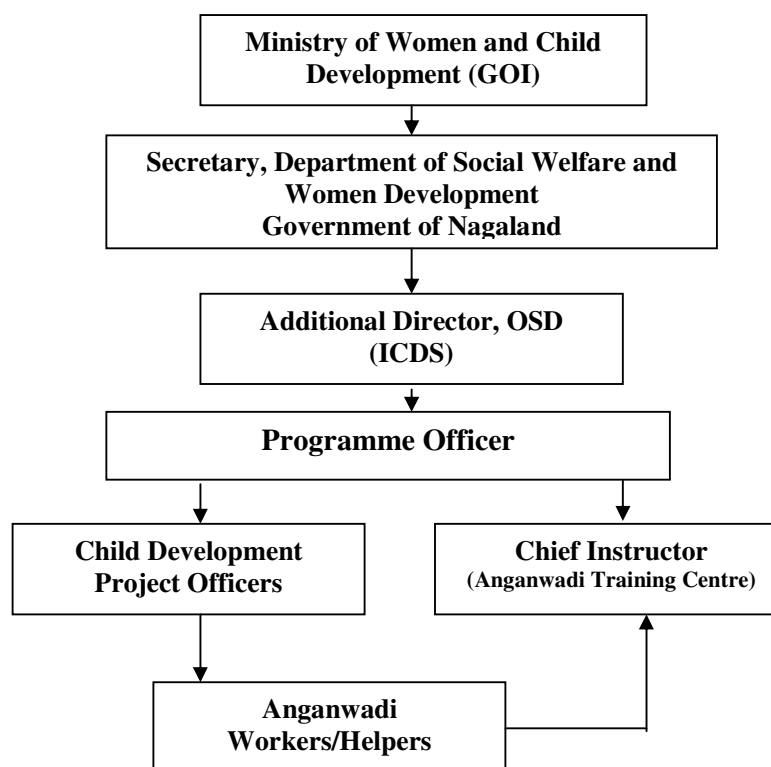 Ministry of Women and Child
Development (GOI)
Secretary, Department of Social Welfare and
Women Development
Government of Nagaland
Additional Director, OSD
(ICDS)
Programme Officer
Child Development
Project Officers
Chief Instructor
(Anganwadi Training Centre)
Anganwadi
Workers/Helpers